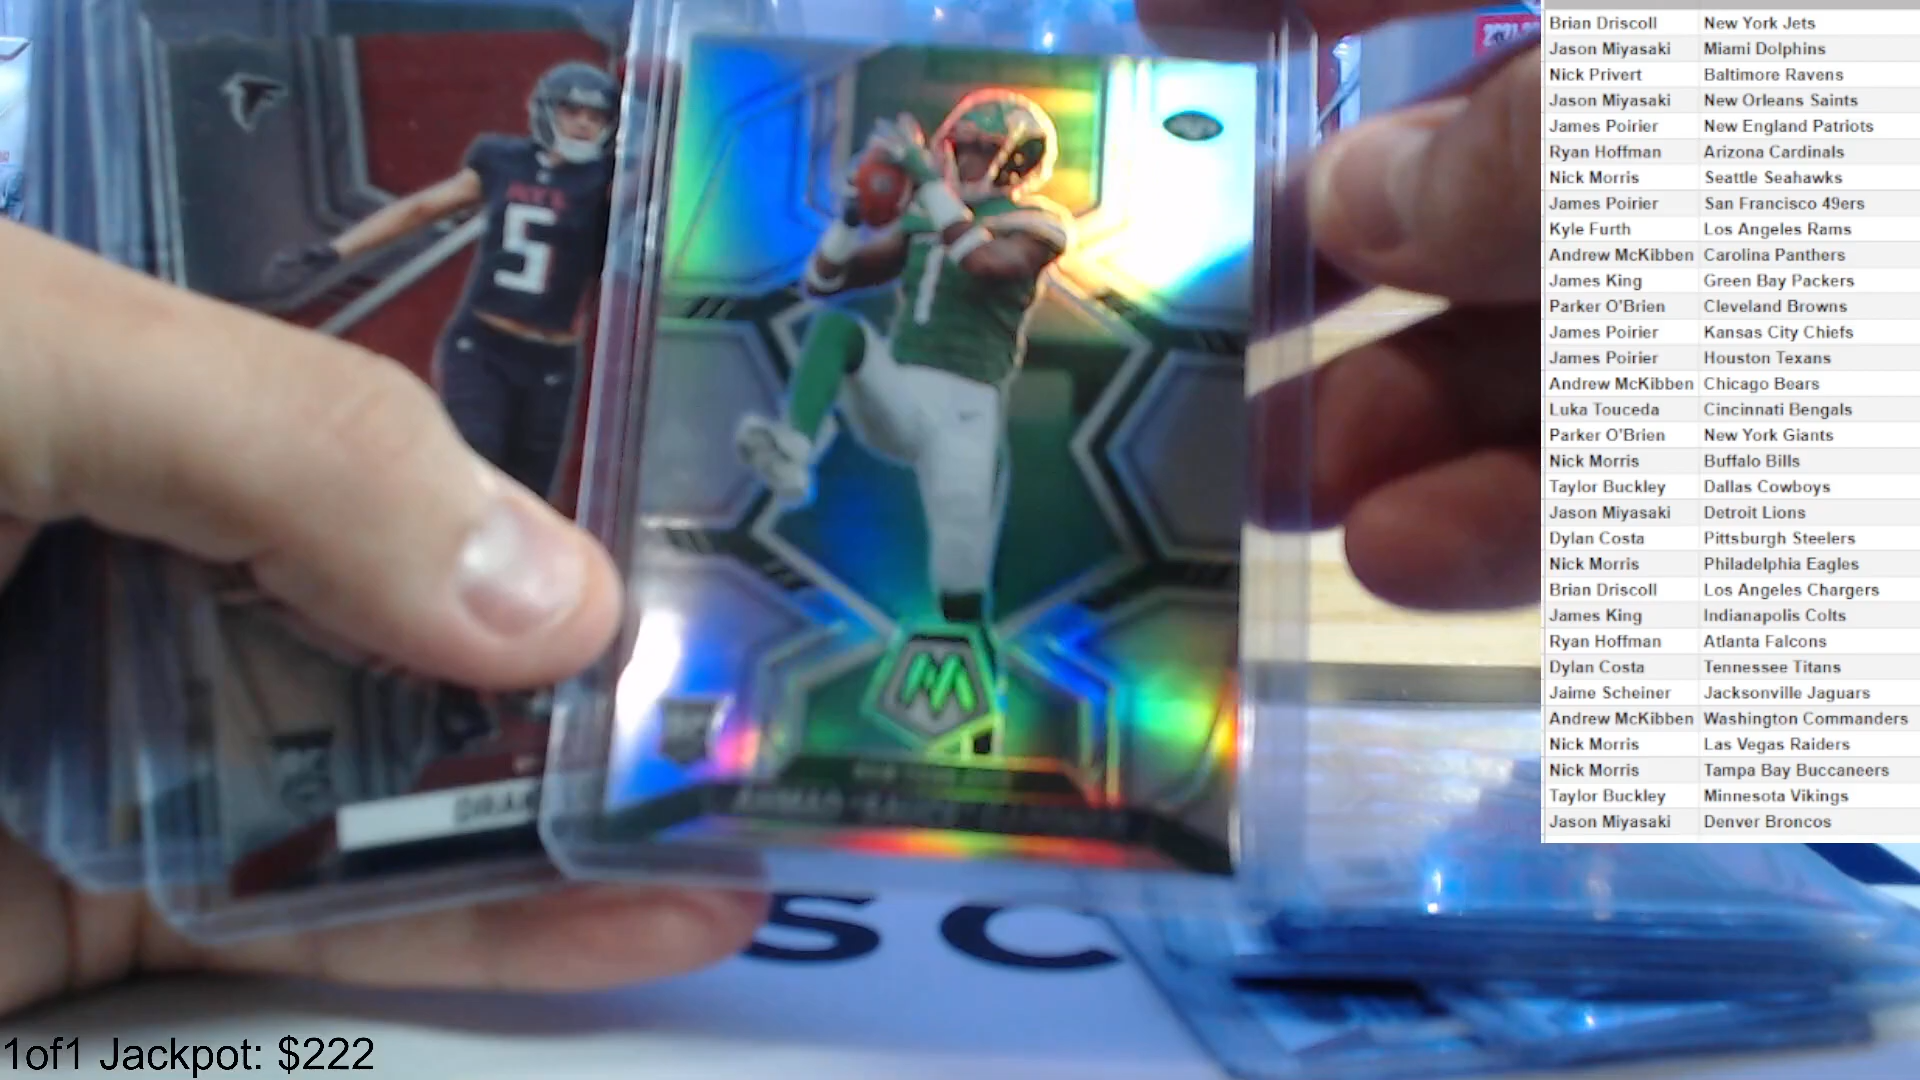 Brian Driscoll New York Jets
Jason Miyasaki Miami Dolphins
Nick Privert Baltimore Ravens
Jason Miyasaki New Orleans Saints
James Poirier New England Patriots
Ryan Hoffman Arizona Cardinals
Nick Morris Seattle Seahawks
James Poirier San Francisco 49ers
Kyle Furth Los Angeles Rams
Andrew McKibben Carolina Panthers
James King Green Bay Packers
Parker O'Brien Cleveland Browns
James Poirier Kansas City Chiefs
James Poirier Houston Texans
Andrew McKibben Chicago Bears
Luka Touceda Cincinnati Bengals
Parker O'Brien New York Giants
Nick Morris Buffalo Bills
Taylor Buckley Dallas Cowboys
Jason Miyasaki Detroit Lions
Dylan Costa Pittsburgh Steelers
Nick Morris Philadelphia Eagles
Brian Driscoll Los Angeles Chargers
James King Indianapolis Colts
Ryan Hoffman Atlanta Falcons
Dylan Costa Tennessee Titans
Jaime Scheiner Jacksonville Jaguars
Andrew McKibben Washington Commanders
Nick Morris Las Vegas Raiders
Nick Morris Tampa Bay Buccaneers
Taylor Buckley Minnesota Vikings
Jason Miyasaki Denver Broncos
5
1
M
SC
1of1 Jackpot: $222